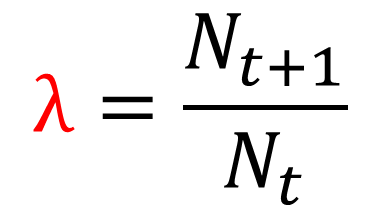 λ = N_{t+1} / N_t